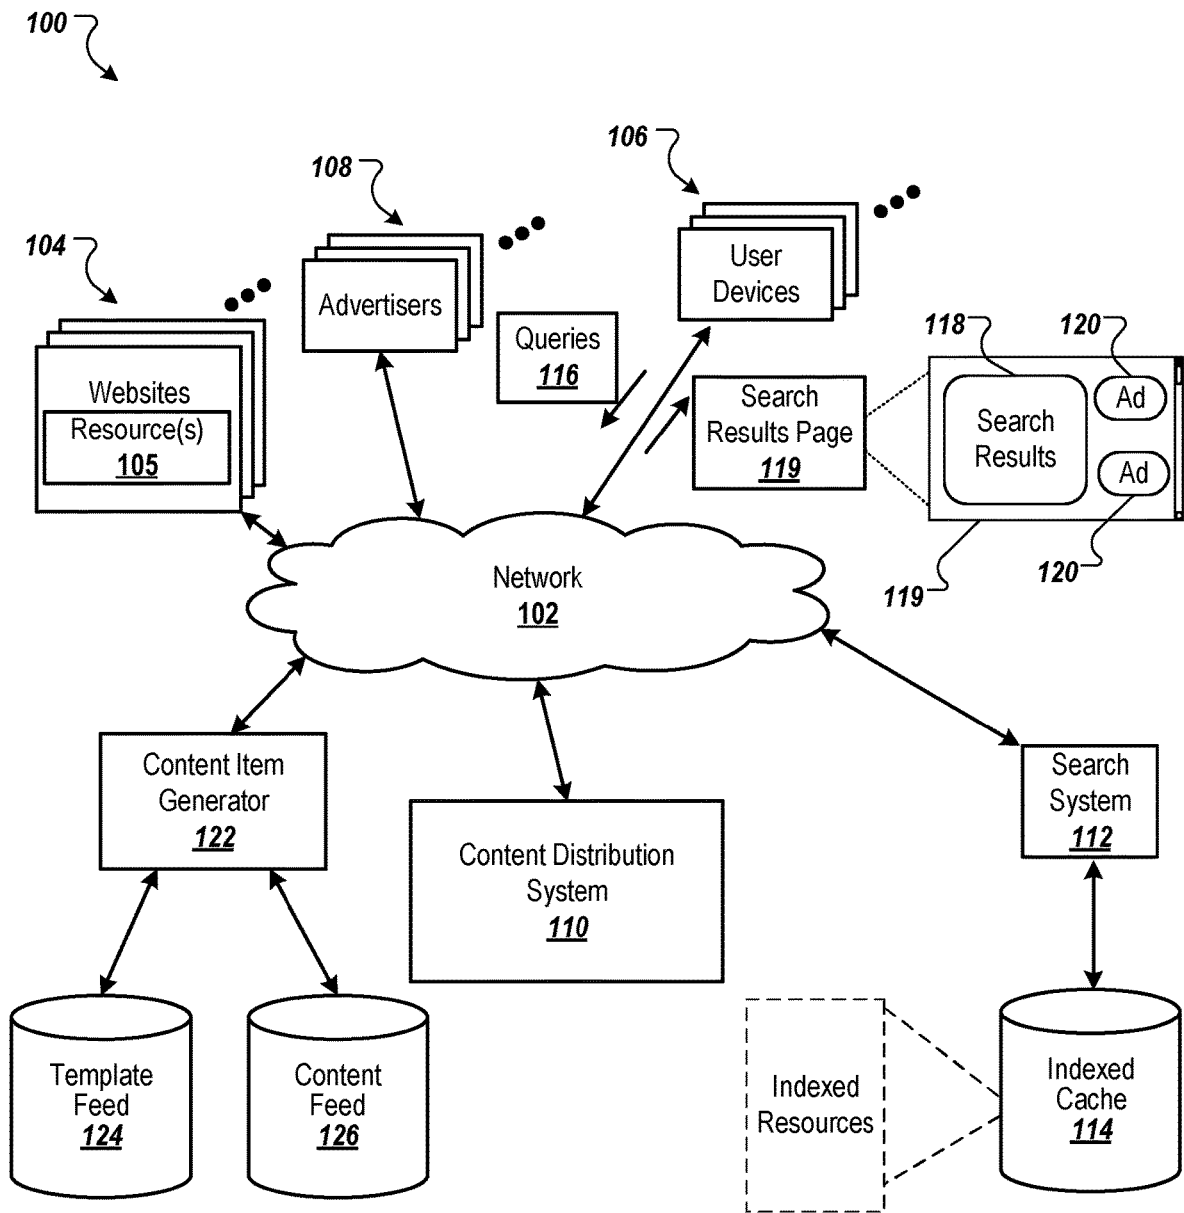 100
108
106
104
Advertisers
User
Devices
Queries
116
Websites
Resource(s)
105
Search
Results Page
119
118
120
Search
Results
Ad
Ad
119
120
Network
102
Content Item
Generator
122
Content Distribution
System
110
Search
System
112
Template
Feed
124
Content
Feed
126
Indexed
Resources
Indexed
Cache
114